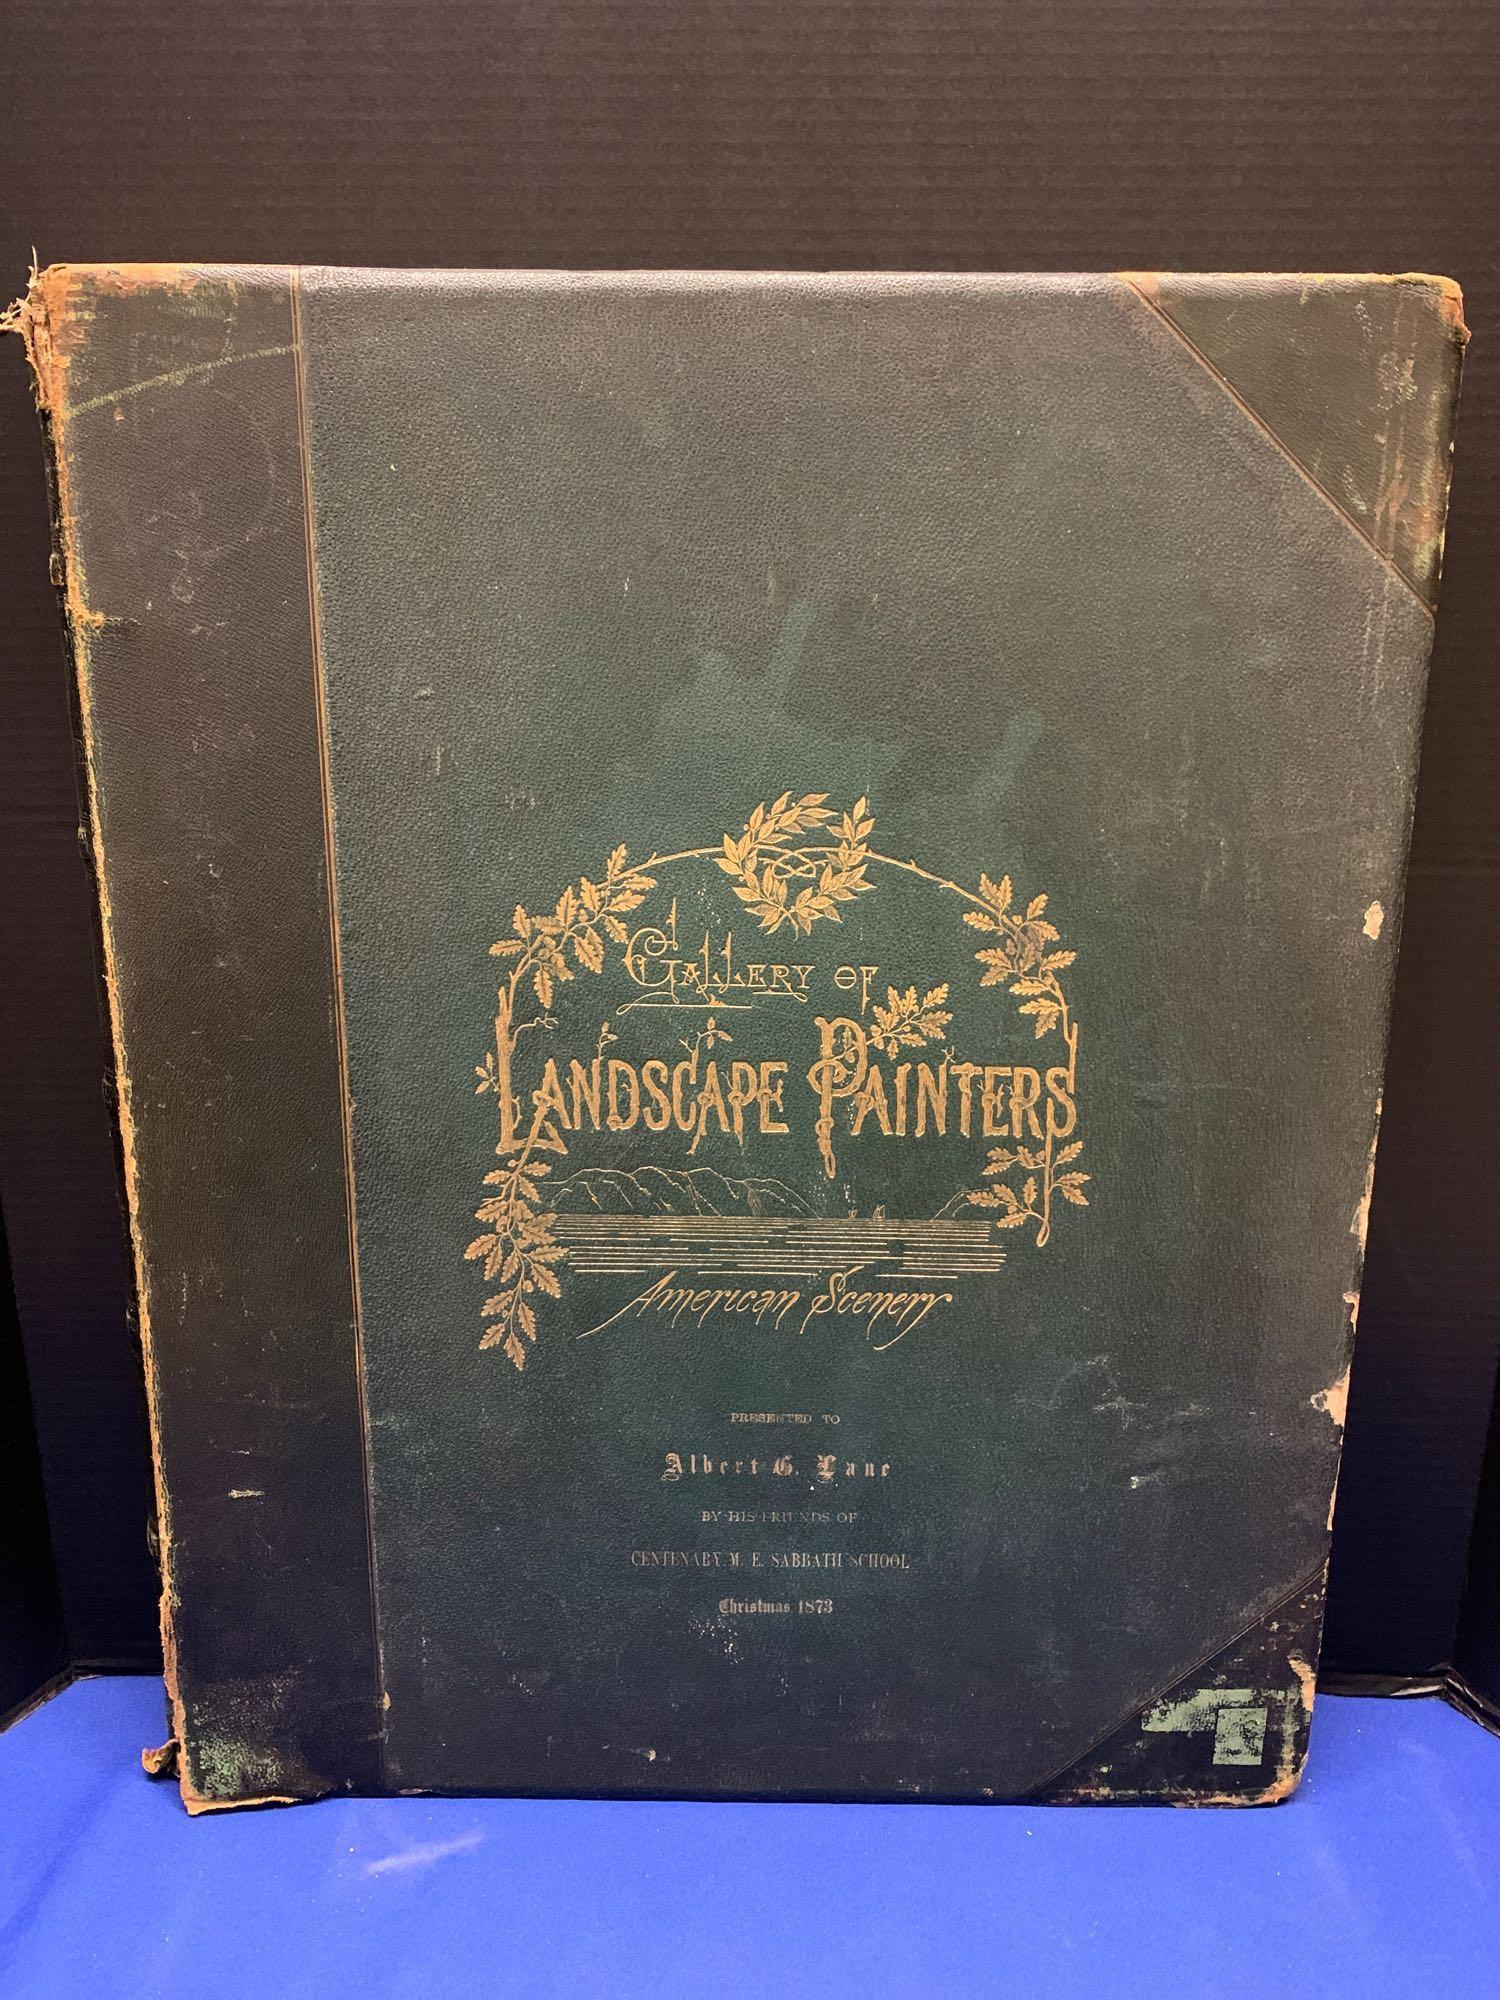 GALLERY OF
LANDSCAPE PAINTERS
American Scenery
PRESENTED TO
Albert G. Lane
BY HIS FRIENDS OF
CENTENARY M. E. SABBATH SCHOOL
Christmas 1873